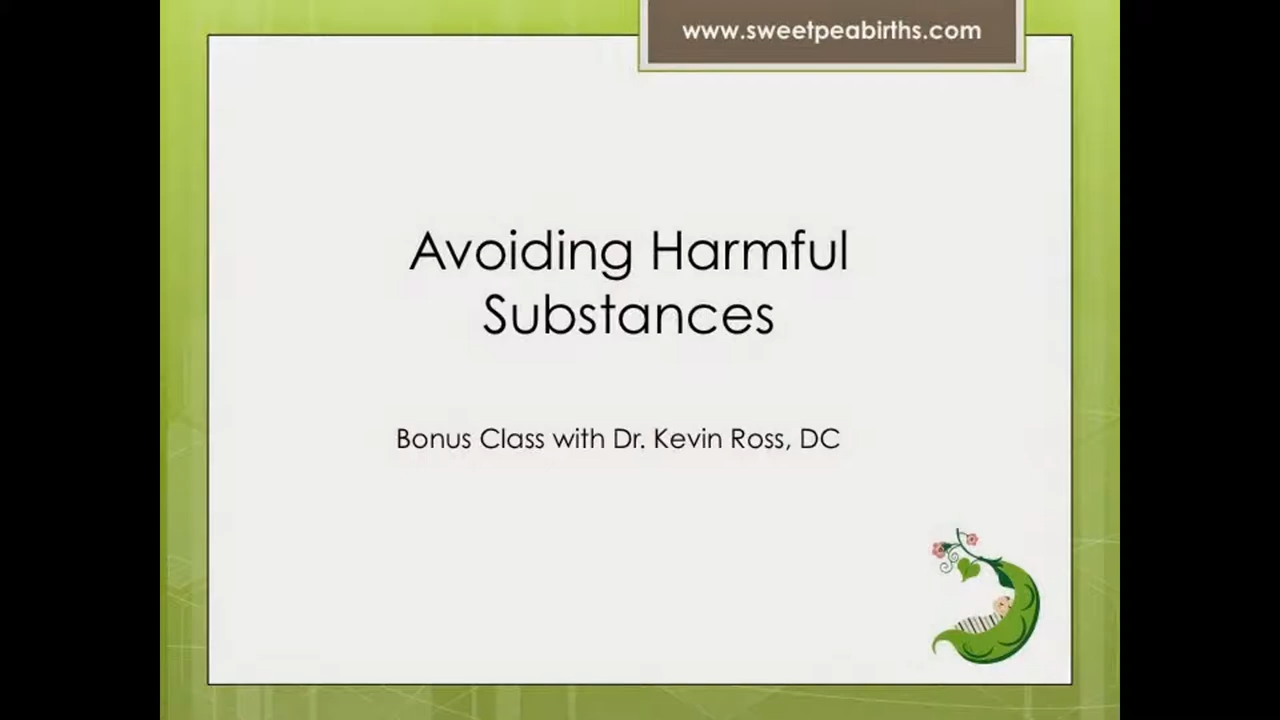 www.sweetpeabirths.com
Avoiding Harmful
Substances
Bonus Class with Dr. Kevin Ross, DC